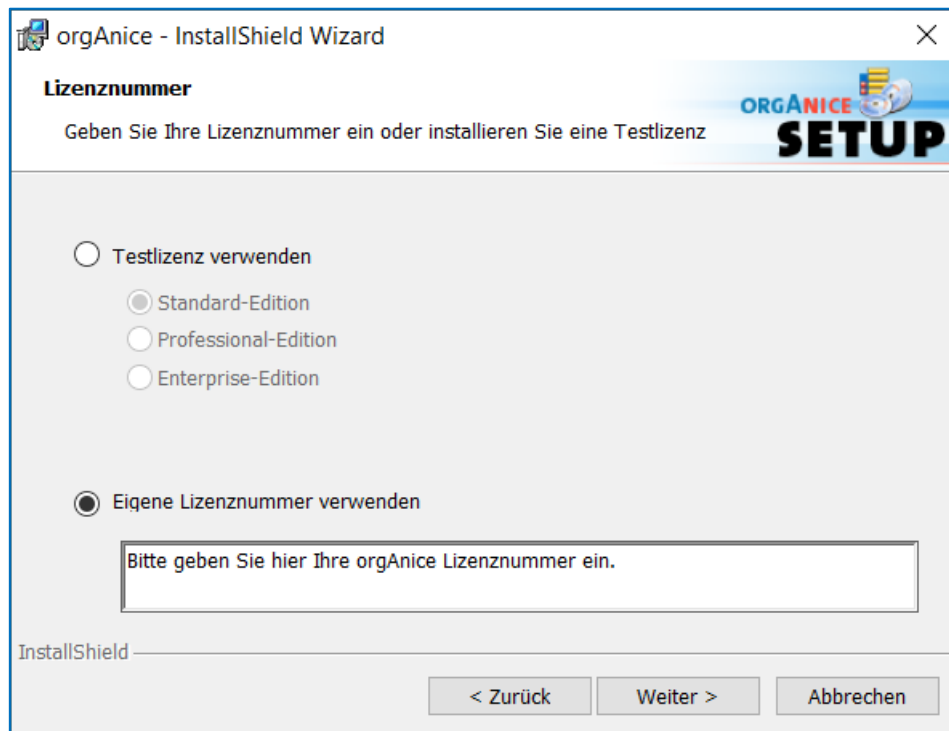 orgAnice - InstallShield Wizard
Lizenznummer
Geben Sie Ihre Lizenznummer ein oder installieren Sie eine Testlizenz
ORGANICE
SETUP
Testlizenz verwenden
Standard-Edition
Professional-Edition
Enterprise-Edition
Eigene Lizenznummer verwenden
Bitte geben Sie hier Ihre orgAnice Lizenznummer ein.
InstallShield
< Zurück Weiter > Abbrechen